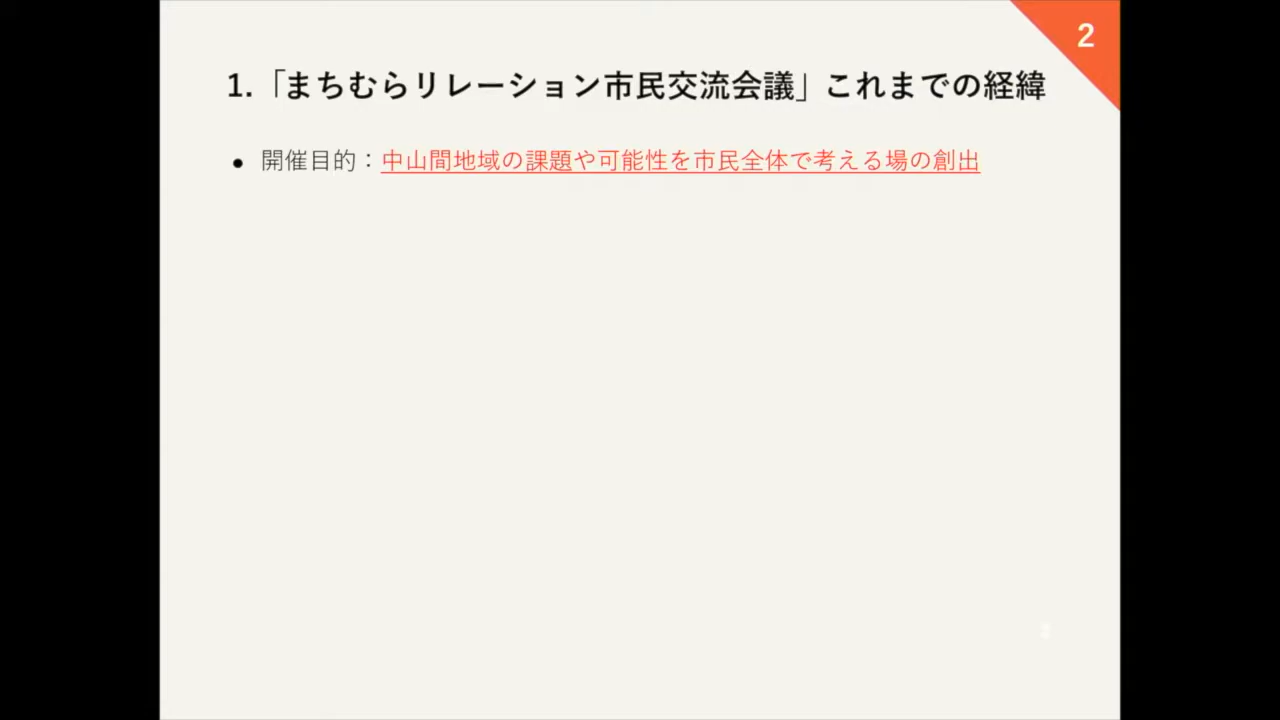 2
1.「まちむらリレーション市民交流会議」これまでの経緯
● 開催目的：中山間地域の課題や可能性を市民全体で考える場の創出